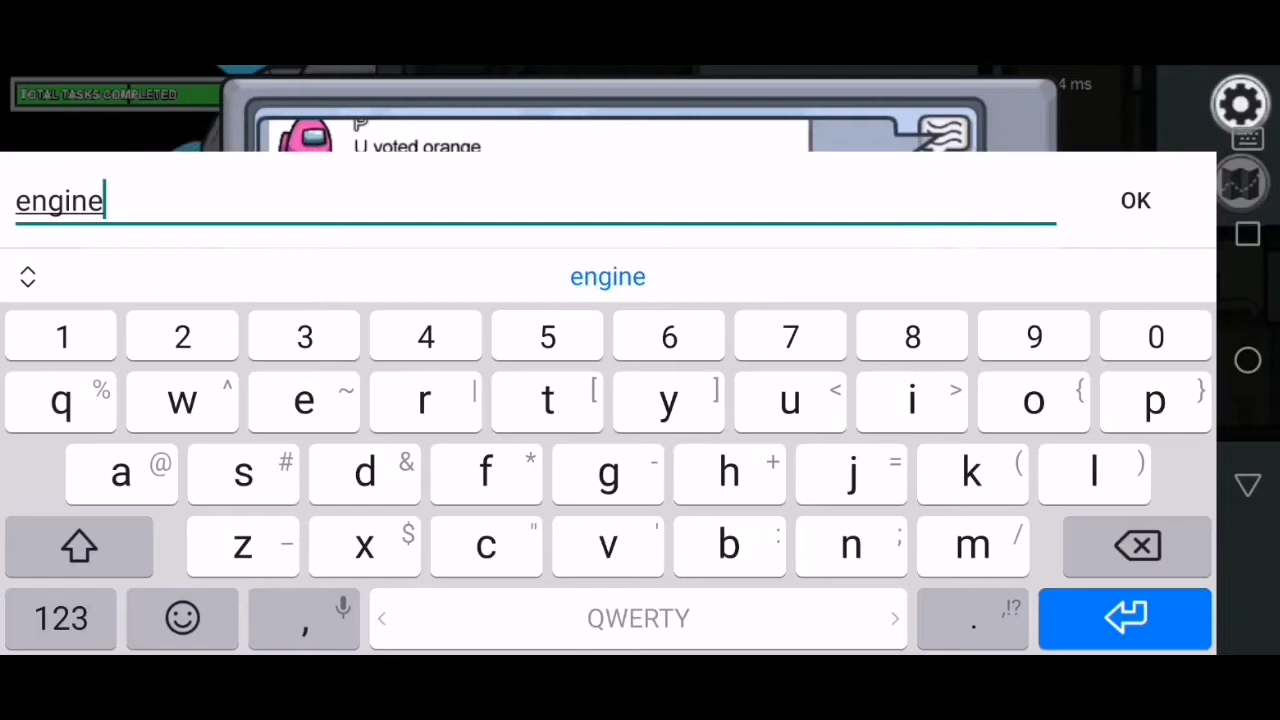 TOTAL TASKS COMPLETED
4 ms
P
U voted orange
engine
OK
engine
1 2 3 4 5 6 7 8 9 0
q % w ^ e ~ r | t [ y ] u < i > o { p }
a @ s # d & f * g - h + j = k ( l )
z _ x $ c " v ' b : n ; m /
123 , < QWERTY > . ,!?